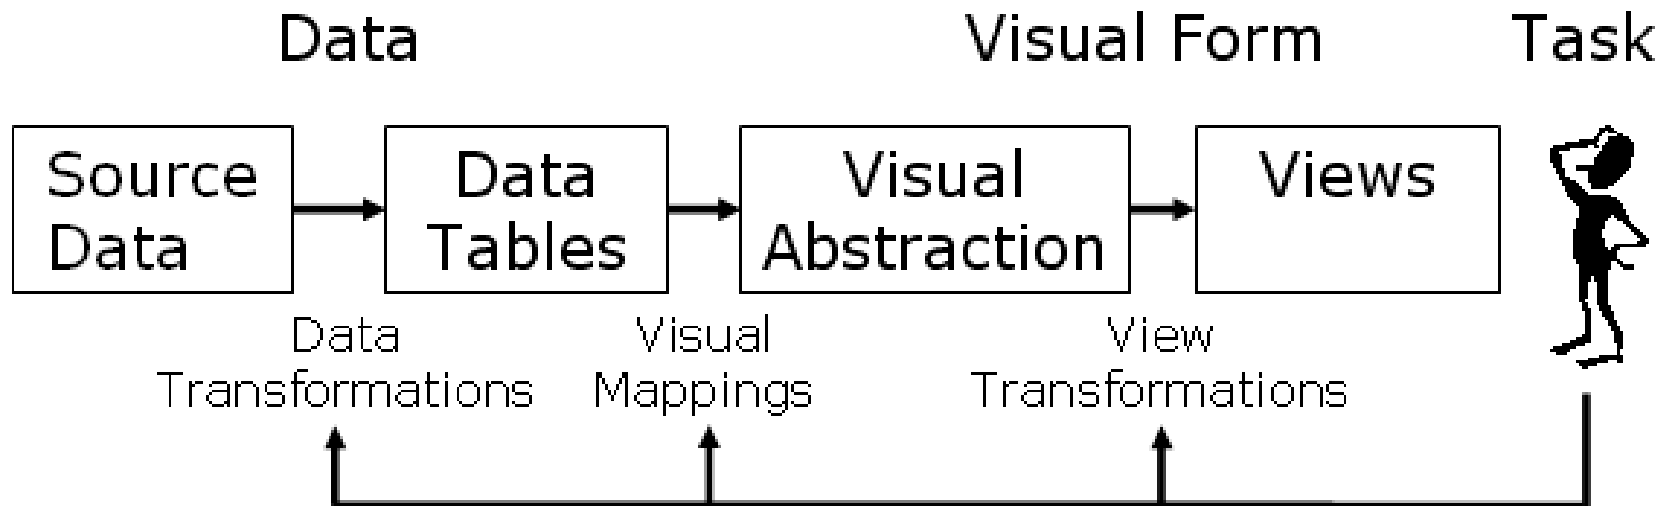 Data
Visual Form
Task
Source
Data
Data
Tables
Visual
Abstraction
Views
Data
Transformations
Visual
Mappings
View
Transformations